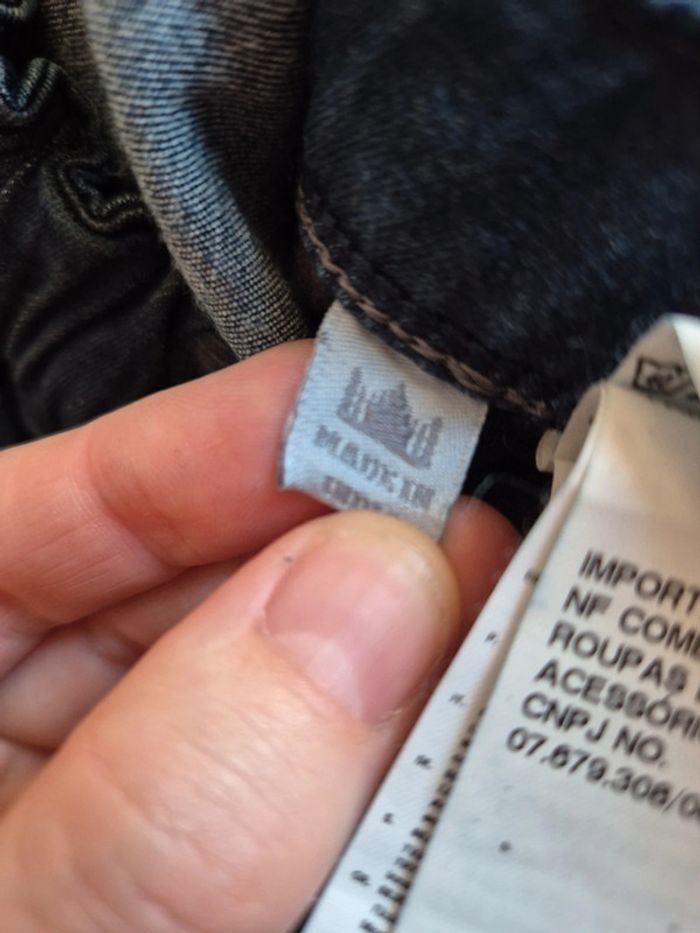 MADE IN
IMPORT
NF COM
ROUPAS
ACESSÓRI
CNPJ NO.
07.679.306/0